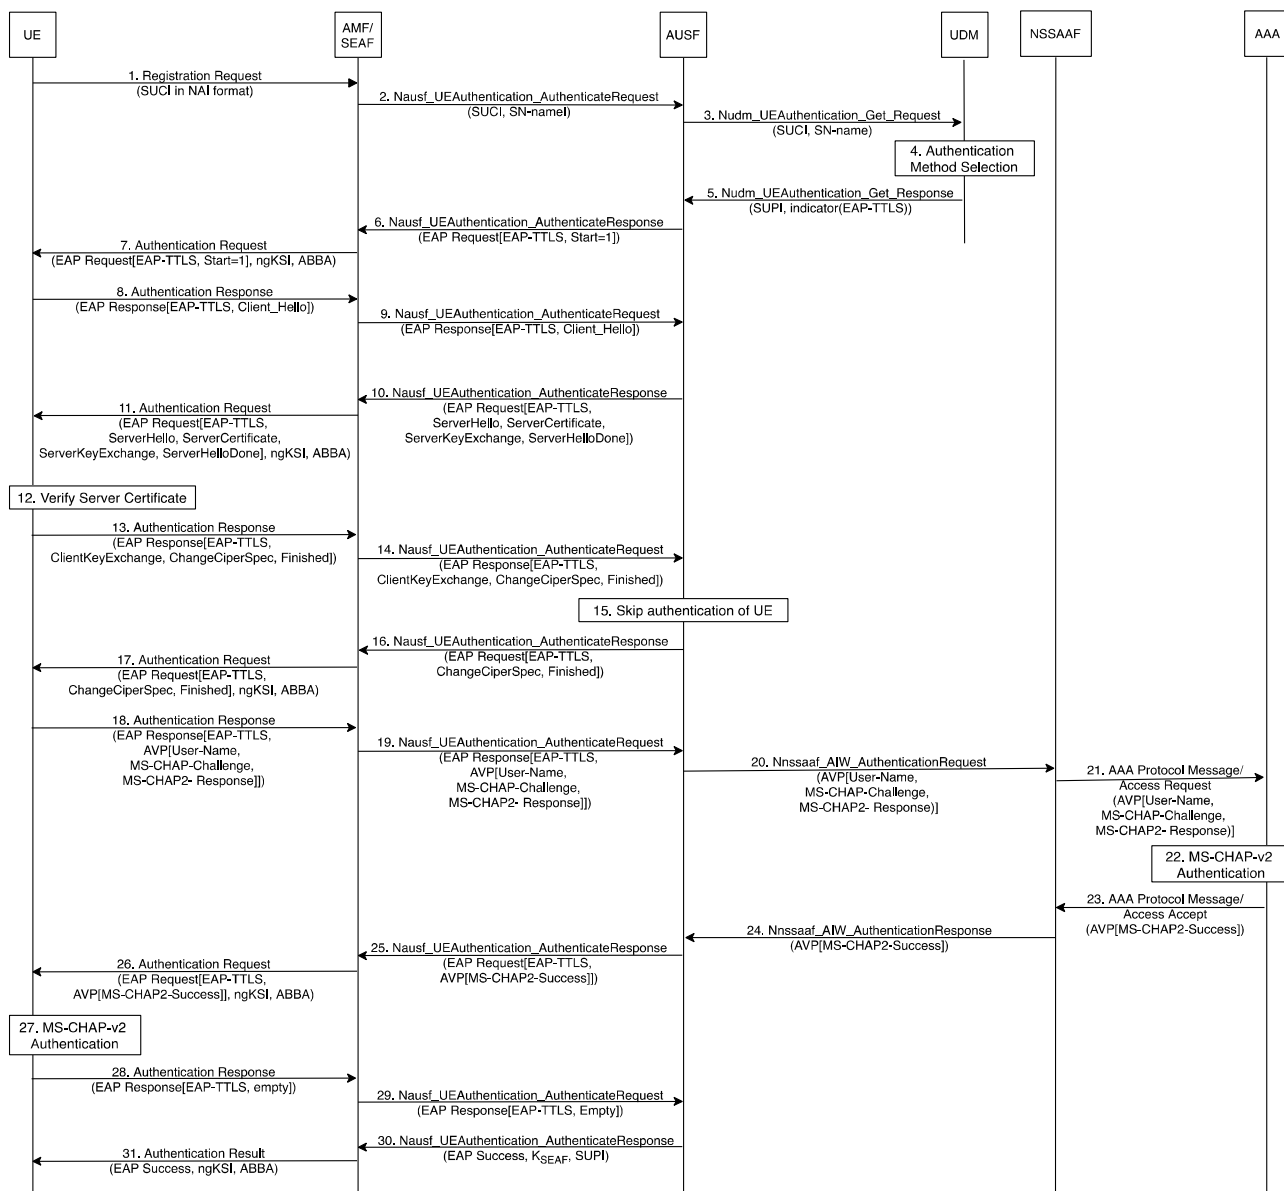 UE
AMF/
SEAF
AUSF
UDM
NSSAAF
AAA
1. Registration Request
(SUCI in NAI format)
2. Nausf_UEAuthentication_AuthenticateRequest
(SUCI, SN-namel)
3. Nudm_UEAuthentication_Get_Request
(SUCI, SN-name)
4. Authentication
Method Selection
5. Nudm_UEAuthentication_Get_Response
(SUPI, indicator(EAP-TTLS))
6. Nausf_UEAuthentication_AuthenticateResponse
(EAP Request[EAP-TTLS, Start=1])
7. Authentication Request
(EAP Request[EAP-TTLS, Start=1], ngKSI, ABBA)
8. Authentication Response
(EAP Response[EAP-TTLS, Client_Hello])
9. Nausf_UEAuthentication_AuthenticateRequest
(EAP Response[EAP-TTLS, Client_Hello])
10. Nausf_UEAuthentication_AuthenticateResponse
(EAP Request[EAP-TTLS,
ServerHello, ServerCertificate,
ServerKeyExchange, ServerHelloDone])
11. Authentication Request
(EAP Request[EAP-TTLS,
ServerHello, ServerCertificate,
ServerKeyExchange, ServerHelloDone], ngKSI, ABBA)
12. Verify Server Certificate
13. Authentication Response
(EAP Response[EAP-TTLS,
ClientKeyExchange, ChangeCiperSpec, Finished])
14. Nausf_UEAuthentication_AuthenticateRequest
(EAP Response[EAP-TTLS,
ClientKeyExchange, ChangeCiperSpec, Finished])
15. Skip authentication of UE
16. Nausf_UEAuthentication_AuthenticateResponse
(EAP Request[EAP-TTLS,
ChangeCiperSpec, Finished])
17. Authentication Request
(EAP Request[EAP-TTLS,
ChangeCiperSpec, Finished], ngKSI, ABBA)
18. Authentication Response
(EAP Response[EAP-TTLS,
AVP[User-Name,
MS-CHAP-Challenge,
MS-CHAP2- Response]])
19. Nausf_UEAuthentication_AuthenticateRequest
(EAP Response[EAP-TTLS,
AVP[User-Name,
MS-CHAP-Challenge,
MS-CHAP2- Response]])
20. Nnssaaf_AIW_AuthenticationRequest
(AVP[User-Name,
MS-CHAP-Challenge,
MS-CHAP2- Response)]
21. AAA Protocol Message/
Access Request
(AVP[User-Name,
MS-CHAP-Challenge,
MS-CHAP2- Response)]
22. MS-CHAP-v2
Authentication
23. AAA Protocol Message/
Access Accept
(AVP[MS-CHAP2-Success])
24. Nnssaaf_AIW_AuthenticationResponse
(AVP[MS-CHAP2-Success])
25. Nausf_UEAuthentication_AuthenticateResponse
(EAP Request[EAP-TTLS,
AVP[MS-CHAP2-Success]])
26. Authentication Request
(EAP Request[EAP-TTLS,
AVP[MS-CHAP2-Success]], ngKSI, ABBA)
27. MS-CHAP-v2
Authentication
28. Authentication Response
(EAP Response[EAP-TTLS, empty])
29. Nausf_UEAuthentication_AuthenticateRequest
(EAP Response[EAP-TTLS, Empty])
30. Nausf_UEAuthentication_AuthenticateResponse
(EAP Success, KSEAF, SUPI)
31. Authentication Result
(EAP Success, ngKSI, ABBA)